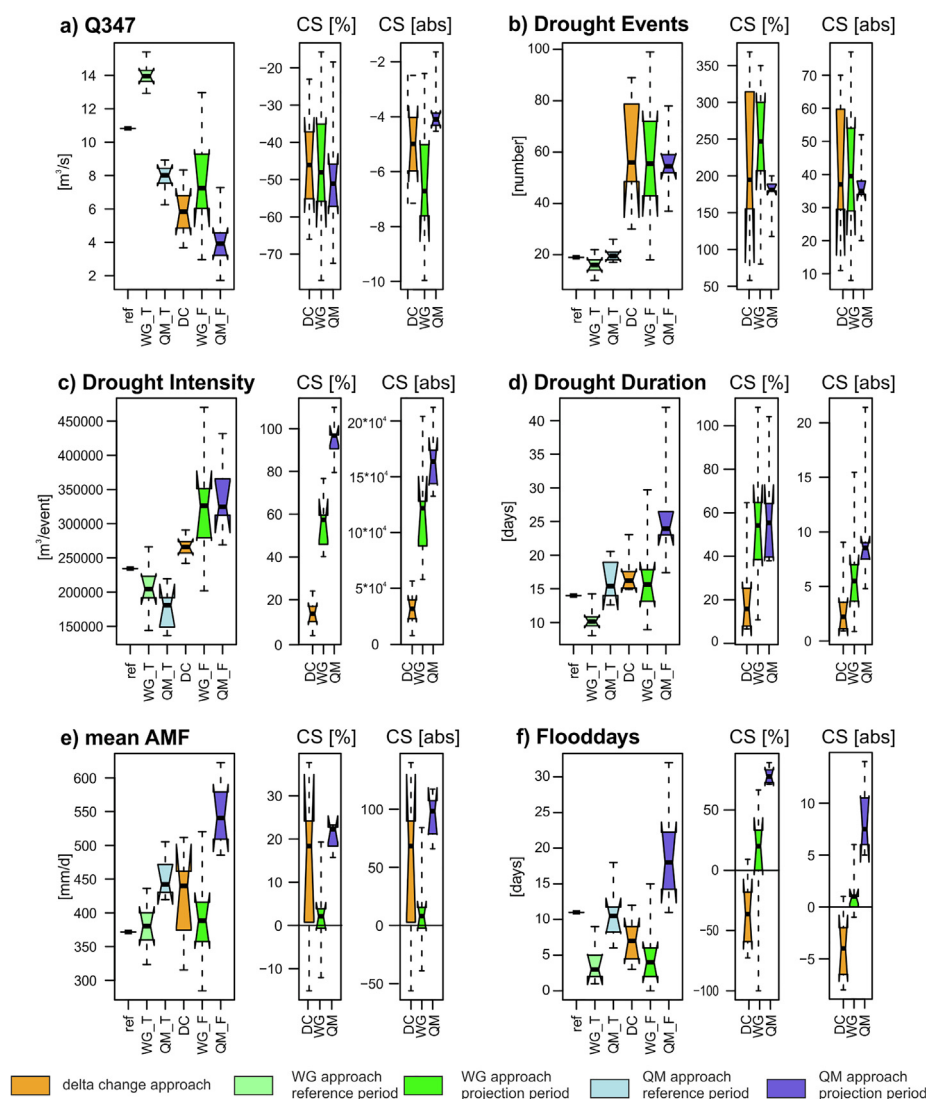 a) Q347
CS [%]
CS [abs]
b) Drought Events
CS [%]
CS [abs]
[m³/s]
14
12
10
8
6
4
2
ref
WG_T
QM_T
DC
WG_F
QM_F
−20
−30
−40
−50
−60
−70
DC
WG
QM
−2
−4
−6
−8
−10
DC
WG
QM
[number]
100
80
60
40
20
ref
WG_T
QM_T
DC
WG_F
QM_F
350
300
250
200
150
100
50
DC
WG
QM
70
60
50
40
30
20
10
DC
WG
QM
c) Drought Intensity
CS [%]
CS [abs]
d) Drought Duration
CS [%]
CS [abs]
[m³/event]
450000
400000
350000
300000
250000
200000
150000
ref
WG_T
QM_T
DC
WG_F
QM_F
100
80
60
40
20
0
DC
WG
QM
20*10⁴
15*10⁴
10*10⁴
5*10⁴
0
DC
WG
QM
[days]
40
35
30
25
20
15
10
ref
WG_T
QM_T
DC
WG_F
QM_F
100
80
60
40
20
0
DC
WG
QM
20
15
10
5
0
DC
WG
QM
e) mean AMF
CS [%]
CS [abs]
f) Flooddays
CS [%]
CS [abs]
[mm/d]
600
550
500
450
400
350
300
ref
WG_T
QM_T
DC
WG_F
QM_F
30
20
10
0
−10
DC
WG
QM
100
50
0
−50
DC
WG
QM
[days]
30
25
20
15
10
5
0
ref
WG_T
QM_T
DC
WG_F
QM_F
50
0
−50
−100
DC
WG
QM
10
5
0
−5
DC
WG
QM
delta change approach
WG approach
reference period
WG approach
projection period
QM approach
reference period
QM approach
projection period